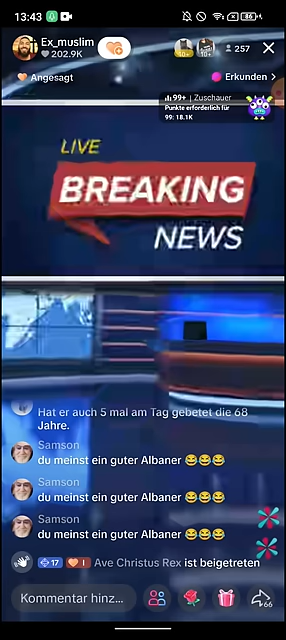 13:43
86
Ex_muslim
202.9K
10+
10+
257
Angesagt
Erkunden
99+ | Zuschauer
Punkte erforderlich für
99: 18.1K
LIVE
BREAKING
NEWS
Hat er auch 5 mal am Tag gebetet die 68
Jahre.
Samson
du meinst ein guter Albaner 😂😂😂
Samson
du meinst ein guter Albaner 😂😂😂
Samson
du meinst ein guter Albaner 😂😂😂
17
1
Ave Christus Rex ist beigetreten
Kommentar hinz...
66